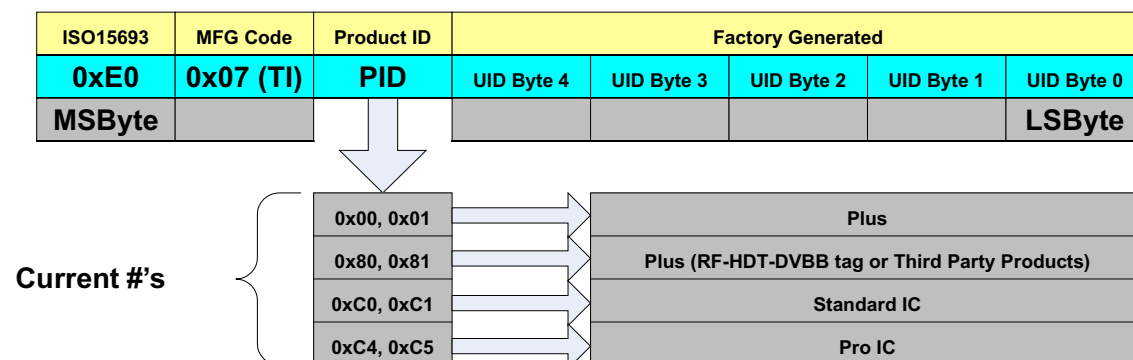 ISO15693 MFG Code Product ID Factory Generated
0xE0 0x07 (TI) PID UID Byte 4 UID Byte 3 UID Byte 2 UID Byte 1 UID Byte 0
MSByte LSByte
0x00, 0x01 Plus
0x80, 0x81 Plus (RF-HDT-DVBB tag or Third Party Products)
Current #'s
0xC0, 0xC1 Standard IC
0xC4, 0xC5 Pro IC